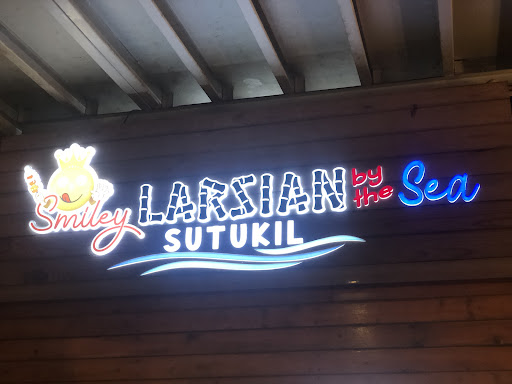 Smiley LARSIAN by the Sea
SUTUKIL